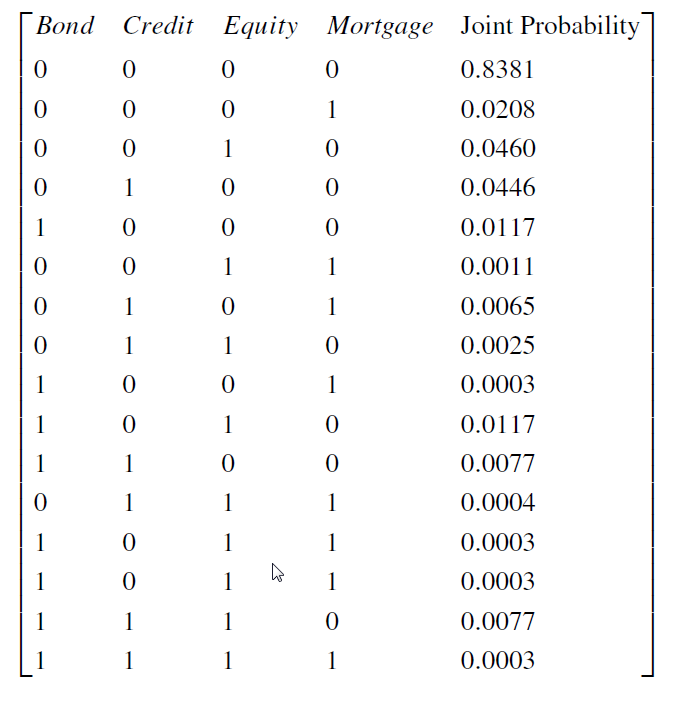 Bond Credit Equity Mortgage Joint Probability
0 0 0 0 0.8381
0 0 0 1 0.0208
0 0 1 0 0.0460
0 1 0 0 0.0446
1 0 0 0 0.0117
0 0 1 1 0.0011
0 1 0 1 0.0065
0 1 1 0 0.0025
1 0 0 1 0.0003
1 0 1 0 0.0117
1 1 0 0 0.0077
0 1 1 1 0.0004
1 0 1 1 0.0003
1 0 1 1 0.0003
1 1 1 0 0.0077
1 1 1 1 0.0003